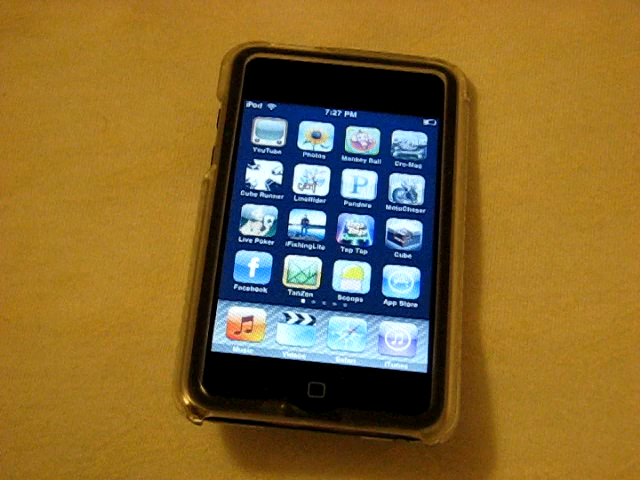 iPod 7:27 PM
YouTube Photos Monkey Ball Cro-Mag
Cube Runner LineRider Pandora MotoChaser
P
Live Poker iFishingLite Tap Tap Cube
f
Facebook TanZen Scoops App Store
Music Videos Safari iTunes